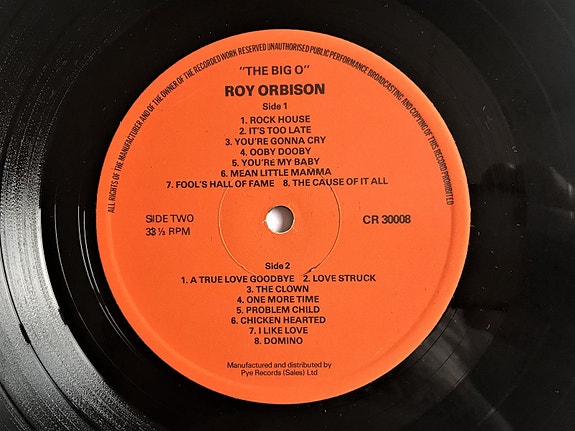 ALL RIGHTS OF THE MANUFACTURER AND OF THE OWNER OF THE RECORDED WORK RESERVED UNAUTHORISED PUBLIC PERFORMANCE BROADCASTING AND COPYING OF THIS RECORD PROHIBITED
"THE BIG O"
ROY ORBISON
Side 1
1. ROCK HOUSE
2. IT'S TOO LATE
3. YOU'RE GONNA CRY
4. OOBY DOOBY
5. YOU'RE MY BABY
6. MEAN LITTLE MAMMA
7. FOOL'S HALL OF FAME 8. THE CAUSE OF IT ALL
SIDE TWO CR 30008
33 ⅓ RPM
Side 2
1. A TRUE LOVE GOODBYE 2. LOVE STRUCK
3. THE CLOWN
4. ONE MORE TIME
5. PROBLEM CHILD
6. CHICKEN HEARTED
7. I LIKE LOVE
8. DOMINO
Manufactured and distributed by
Pye Records (Sales) Ltd